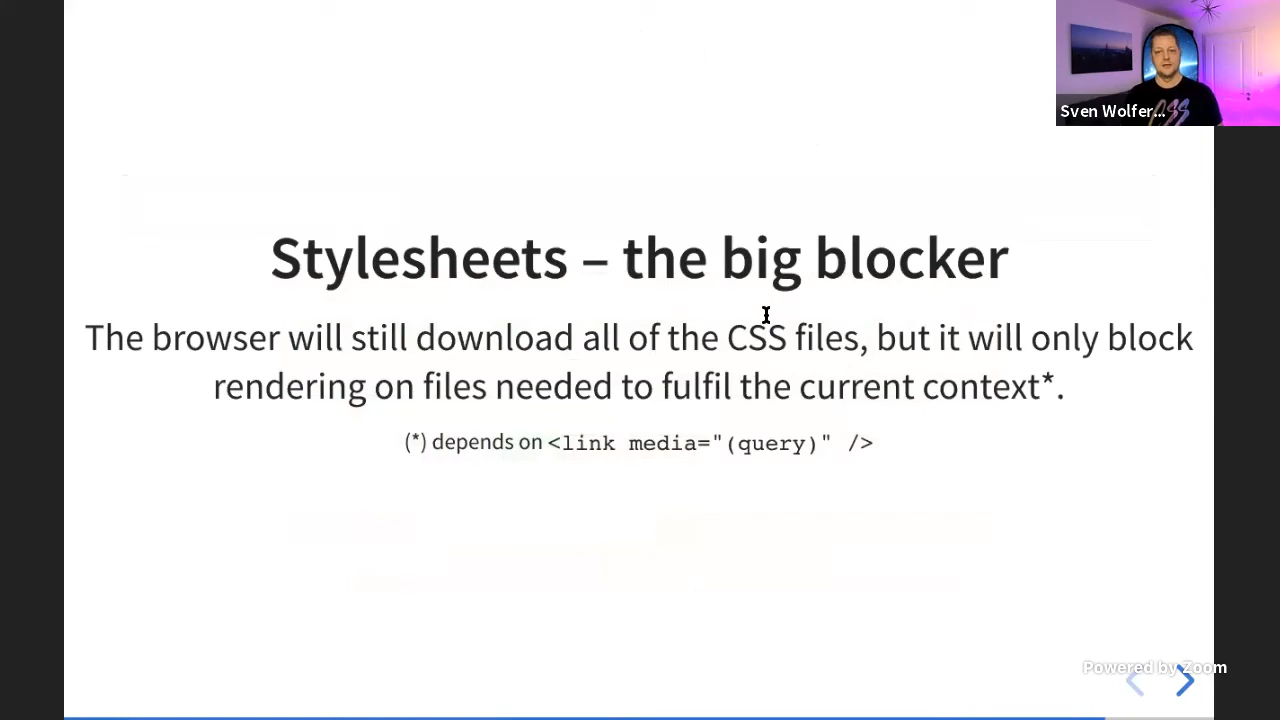 Sven Wolfer...
Stylesheets – the big blocker
The browser will still download all of the CSS files, but it will only block
rendering on files needed to fulfil the current context*.
(*) depends on <link media="(query)" />
Powered by Zoom